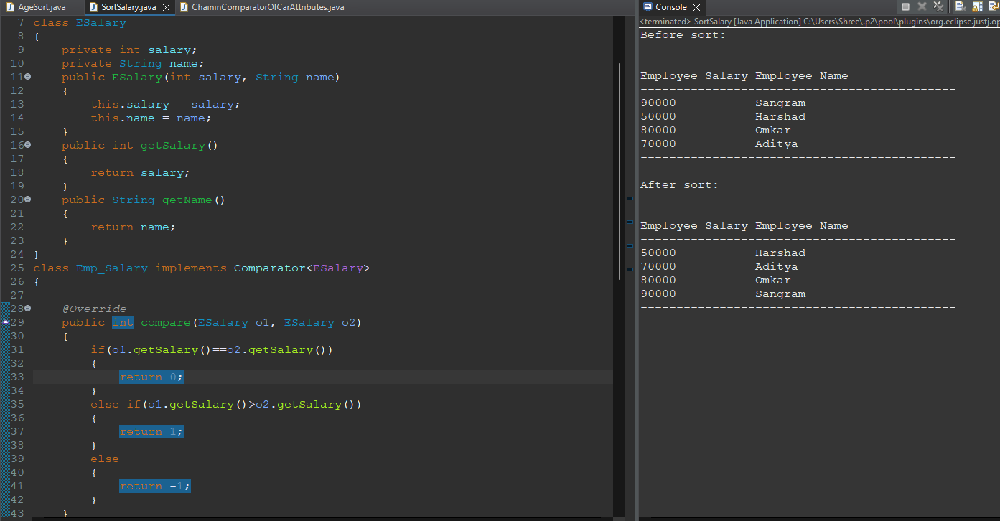 AgeSort.java SortSalary.java ChaininComparatorOfCarAttributes.java
7 class ESalary
8 {
9 private int salary;
10 private String name;
11 public ESalary(int salary, String name)
12 {
13 this.salary = salary;
14 this.name = name;
15 }
16 public int getSalary()
17 {
18 return salary;
19 }
20 public String getName()
21 {
22 return name;
23 }
24 }
25 class Emp_Salary implements Comparator<ESalary>
26 {
27
28 @Override
29 public int compare(ESalary o1, ESalary o2)
30 {
31 if(o1.getSalary()==o2.getSalary())
32 {
33 return 0;
34 }
35 else if(o1.getSalary()>o2.getSalary())
36 {
37 return 1;
38 }
39 else
40 {
41 return -1;
42 }
43 }
Console
<terminated> SortSalary [Java Application] C:\Users\Shree\.p2\pool\plugins\org.eclipse.justj.op
Before sort:
--------------------------------------------
Employee Salary Employee Name
--------------------------------------------
90000 Sangram
50000 Harshad
80000 Omkar
70000 Aditya
--------------------------------------------
After sort:
--------------------------------------------
Employee Salary Employee Name
--------------------------------------------
50000 Harshad
70000 Aditya
80000 Omkar
90000 Sangram
--------------------------------------------